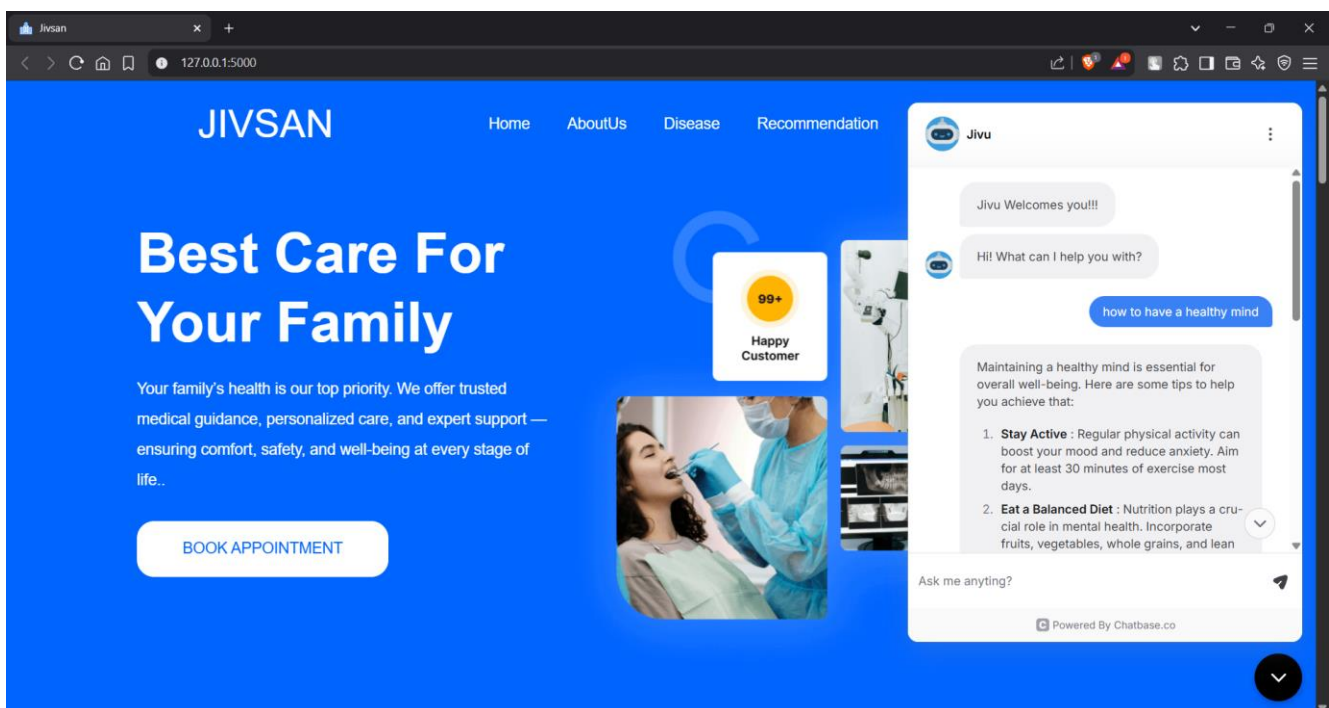 Jivsan
127.0.0.1:5000
JIVSAN
Home
AboutUs
Disease
Recommendation
Best Care For
Your Family
Your family's health is our top priority. We offer trusted
medical guidance, personalized care, and expert support —
ensuring comfort, safety, and well-being at every stage of
life..
BOOK APPOINTMENT
99+
Happy
Customer
Jivu
Jivu Welcomes you!!!
Hi! What can I help you with?
how to have a healthy mind
Maintaining a healthy mind is essential for
overall well-being. Here are some tips to help
you achieve that:
1. Stay Active : Regular physical activity can
boost your mood and reduce anxiety. Aim
for at least 30 minutes of exercise most
days.
2. Eat a Balanced Diet : Nutrition plays a cru-
cial role in mental health. Incorporate
fruits, vegetables, whole grains, and lean
Ask me anyting?
Powered By Chatbase.co